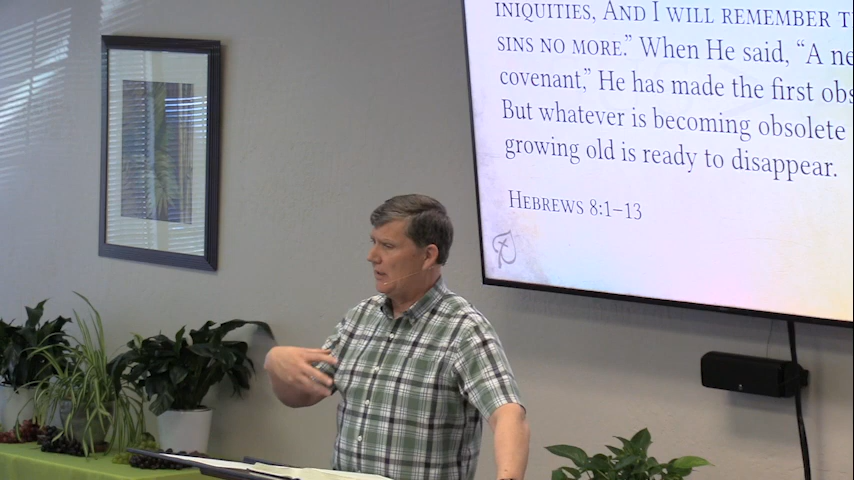 INIQUITIES, AND I WILL REMEMBER
SINS NO MORE.” When He said, “A
covenant,” He has made the first
But whatever is becoming obsolete
growing old is ready to disappear.
HEBREWS 8:1–13